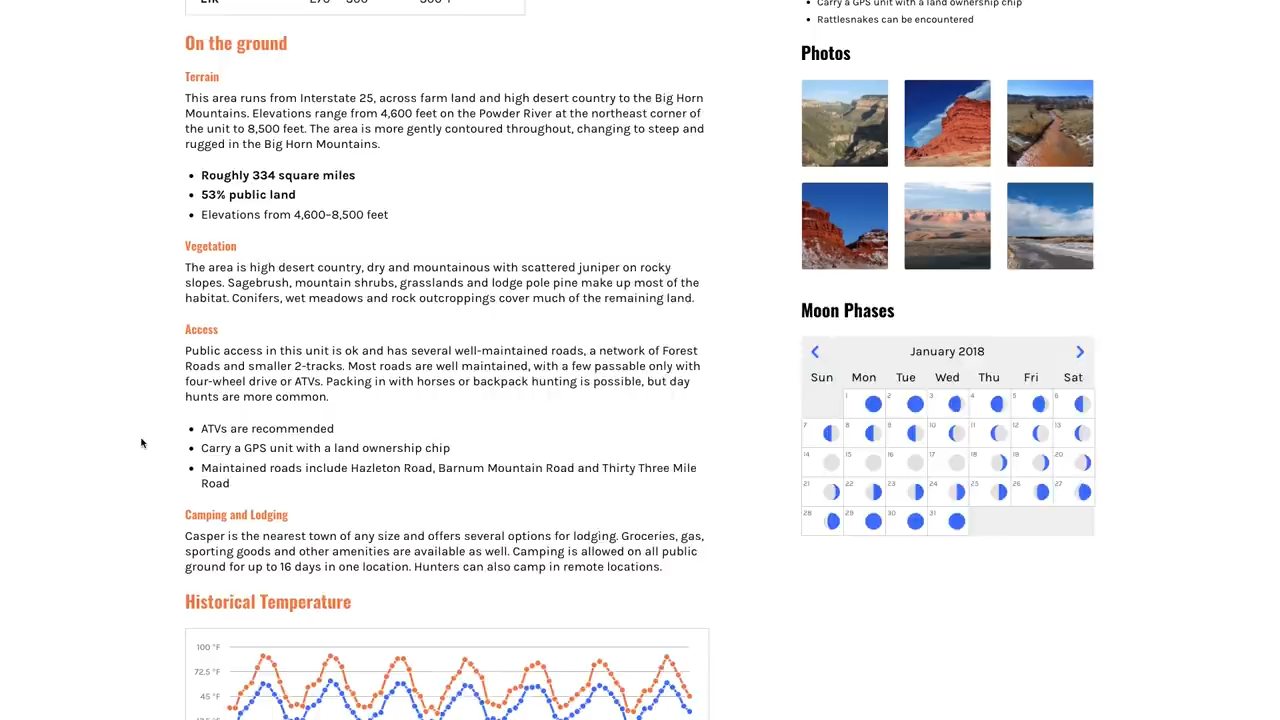 On the ground
Terrain
This area runs from Interstate 25, across farm land and high desert country to the Big Horn
Mountains. Elevations range from 4,600 feet on the Powder River at the northeast corner of
the unit to 8,500 feet. The area is more gently contoured throughout, changing to steep and
rugged in the Big Horn Mountains.
Roughly 334 square miles
53% public land
Elevations from 4,600–8,500 feet
Vegetation
The area is high desert country, dry and mountainous with scattered juniper on rocky
slopes. Sagebrush, mountain shrubs, grasslands and lodge pole pine make up most of the
habitat. Conifers, wet meadows and rock outcroppings cover much of the remaining land.
Access
Public access in this unit is ok and has several well-maintained roads, a network of Forest
Roads and smaller 2-tracks. Most roads are well maintained, with a few passable only with
four-wheel drive or ATVs. Packing in with horses or backpack hunting is possible, but day
hunts are more common.
ATVs are recommended
Carry a GPS unit with a land ownership chip
Maintained roads include Hazleton Road, Barnum Mountain Road and Thirty Three Mile
Road
Camping and Lodging
Casper is the nearest town of any size and offers several options for lodging. Groceries, gas,
sporting goods and other amenities are available as well. Camping is allowed on all public
ground for up to 16 days in one location. Hunters can also camp in remote locations.
Historical Temperature
100 °F
72.5 °F
45 °F
Carry a GPS unit with a land ownership chip
Rattlesnakes can be encountered
Photos
Moon Phases
January 2018
Sun Mon Tue Wed Thu Fri Sat
1 2 3 4 5 6
7 8 9 10 11 12 13
14 15 16 17 18 19 20
21 22 23 24 25 26 27
28 29 30 31